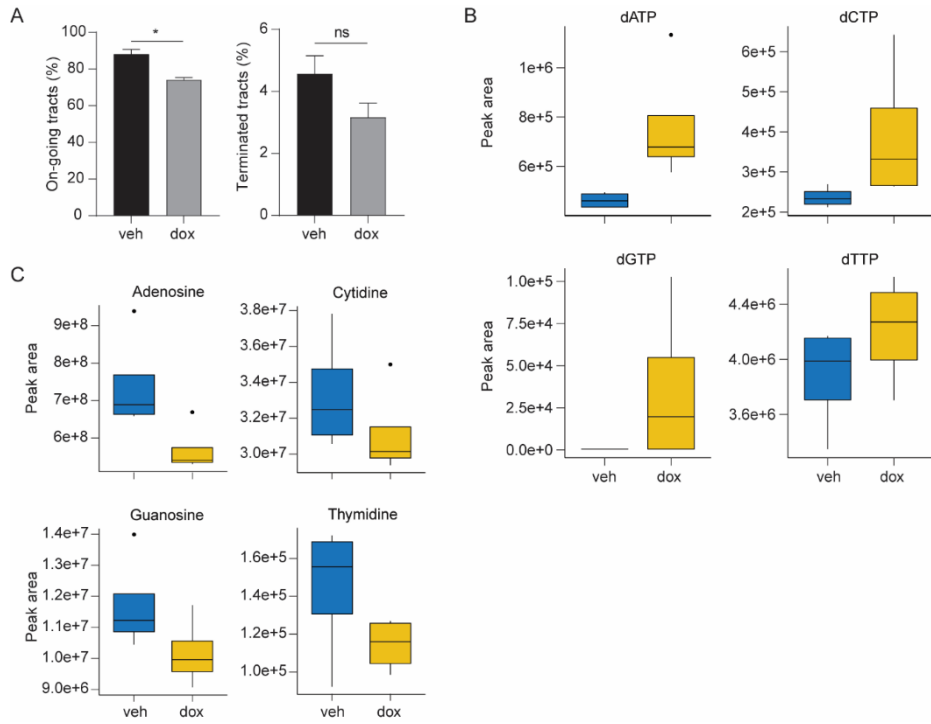 A
On-going tracts (%)
100
80
60
40
20
0
*
veh dox
Terminated tracts (%)
6
4
2
0
ns
veh dox
B
dATP
Peak area
1e+6
8e+5
6e+5
dCTP
6e+5
5e+5
4e+5
3e+5
2e+5
dGTP
Peak area
1.0e+5
7.5e+4
5.0e+4
2.5e+4
0.0e+0
veh dox
dTTP
4.4e+6
4.0e+6
3.6e+6
veh dox
C
Adenosine
Peak area
9e+8
8e+8
7e+8
6e+8
Cytidine
3.8e+7
3.6e+7
3.4e+7
3.2e+7
3.0e+7
Guanosine
Peak area
1.4e+7
1.3e+7
1.2e+7
1.1e+7
1.0e+7
9.0e+6
veh dox
Thymidine
1.6e+5
1.4e+5
1.2e+5
1.0e+5
veh dox